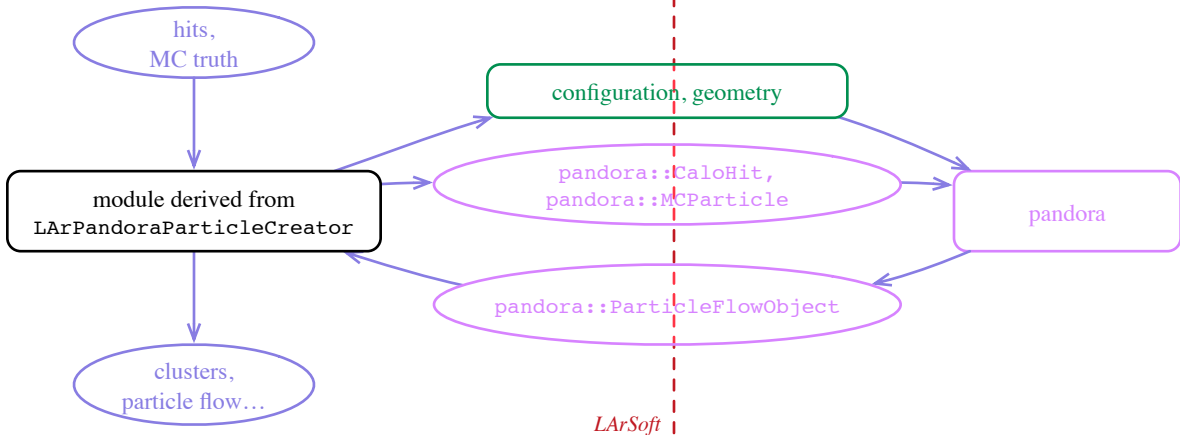 hits,
MC truth
configuration, geometry
module derived from
LArPandoraParticleCreator
pandora::CaloHit,
pandora::MCParticle
pandora
pandora::ParticleFlowObject
clusters,
particle flow…
LArSoft